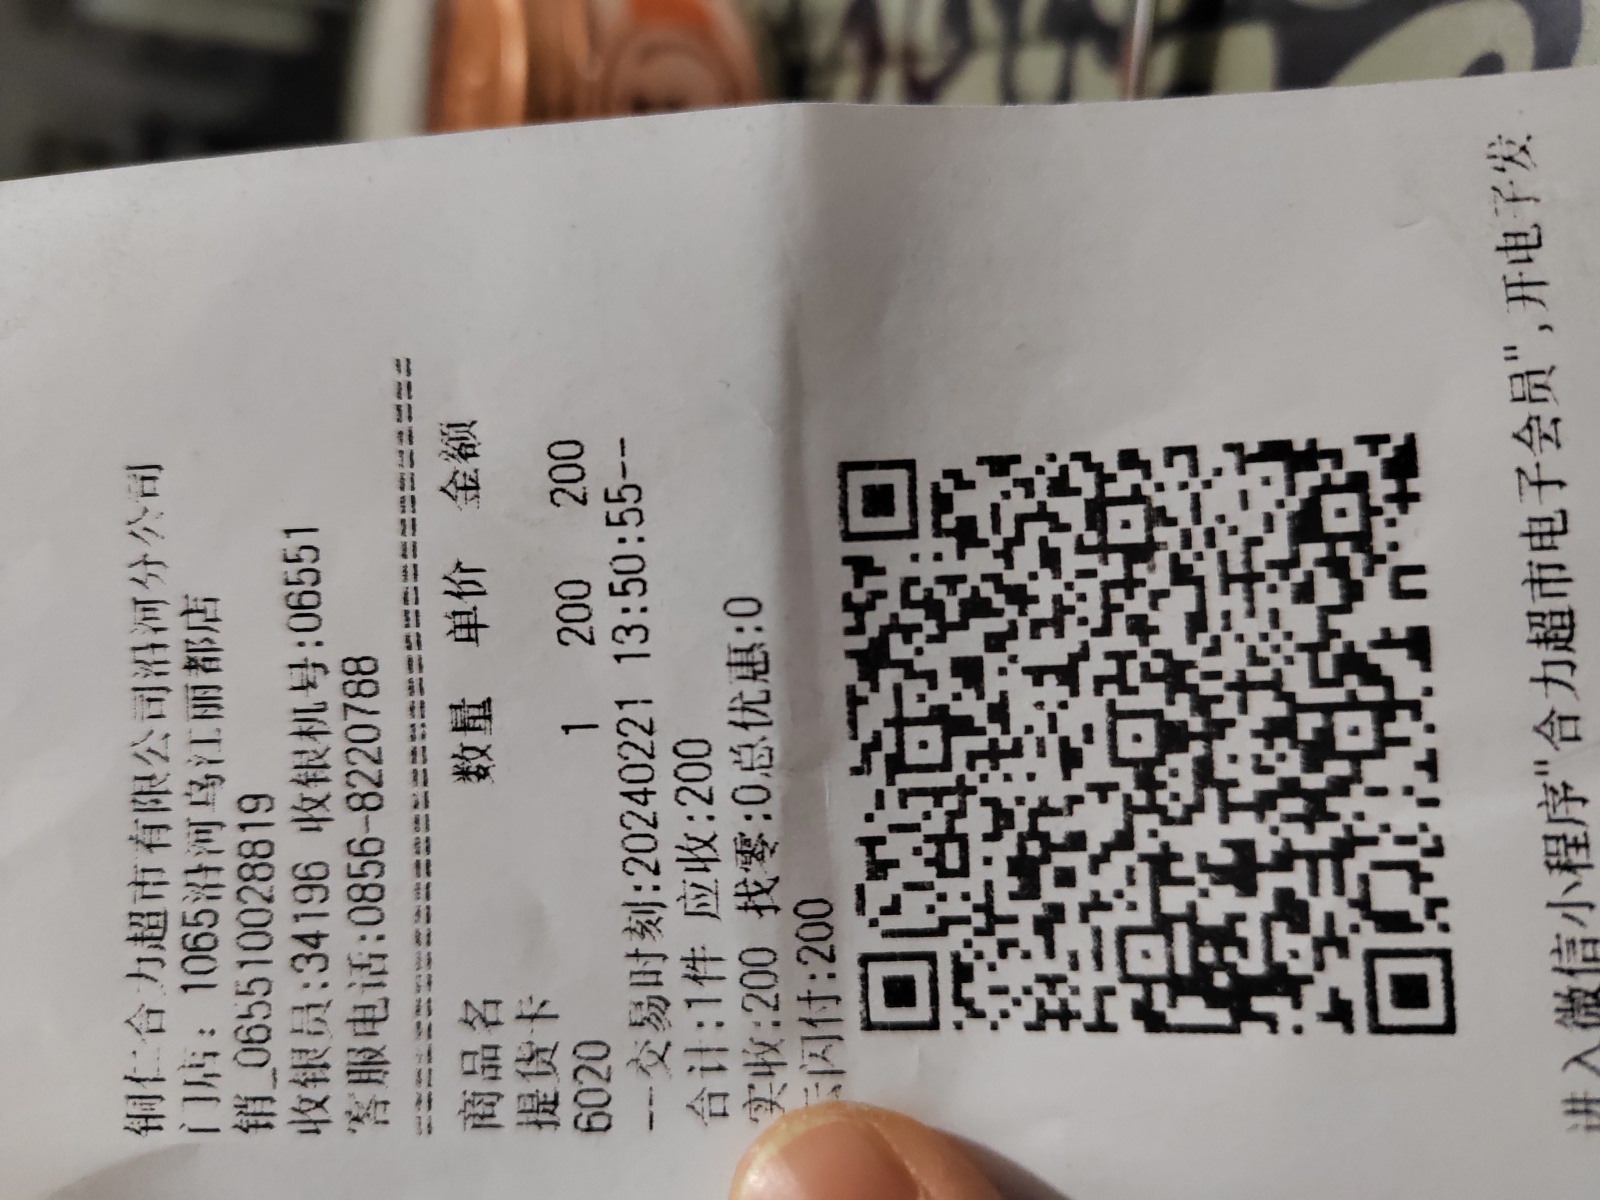 铜仁合力超市有限公司沿河分公司
门店: 1065沿河乌江丽都店
销_065510028819
收银员:34196 收银机号:06551
客服电话:0856-8220788
================================
商品名 数量 单价 金额
提货卡
6020 1 200 200
--交易时刻:20240221 13:50:55--
合计:1件 应收:200
实收:200 找零:0总优惠:0
云闪付:200
进入微信小程序"合力超市电子会员",开电子发